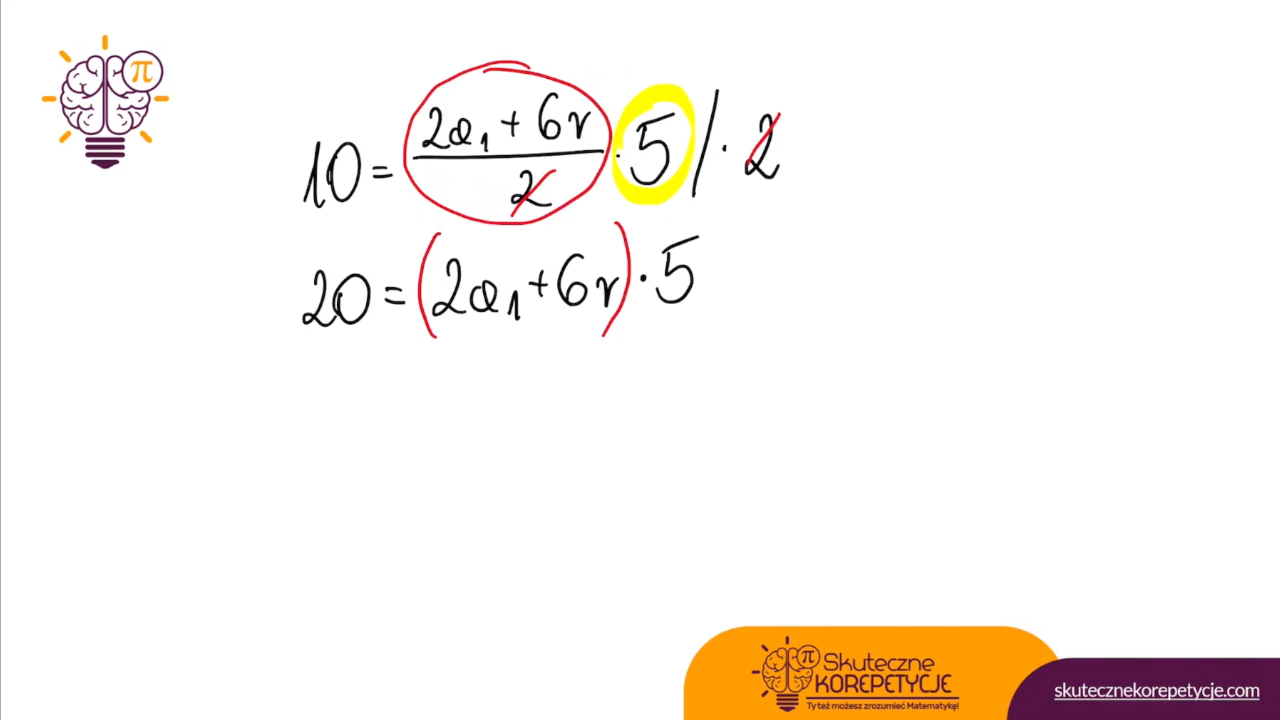 π
10 = (2a₁ + 6r)/2 · 5 / · 2
20 = (2a₁ + 6r) · 5
π
Skuteczne
KOREPETYCJE
Ty też możesz zrozumieć Matematykę!
skutecznekorepetycje.com